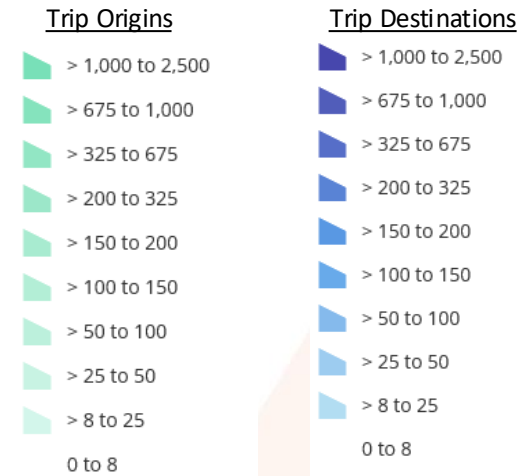 Trip Origins
> 1,000 to 2,500
> 675 to 1,000
> 325 to 675
> 200 to 325
> 150 to 200
> 100 to 150
> 50 to 100
> 25 to 50
> 8 to 25
0 to 8
Trip Destinations
> 1,000 to 2,500
> 675 to 1,000
> 325 to 675
> 200 to 325
> 150 to 200
> 100 to 150
> 50 to 100
> 25 to 50
> 8 to 25
0 to 8